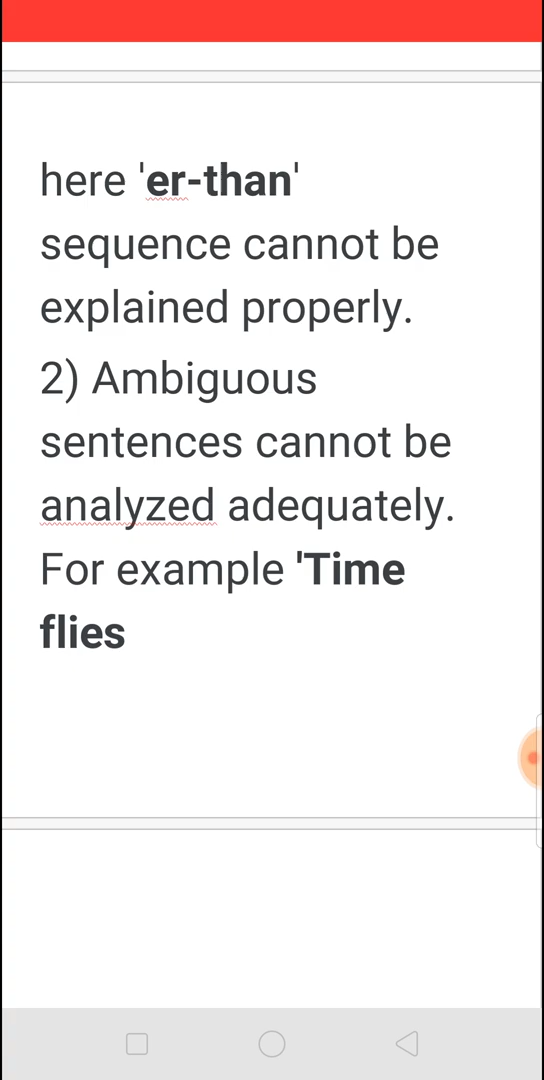 here 'er-than'
sequence cannot be
explained properly.
2) Ambiguous
sentences cannot be
analyzed adequately.
For example 'Time
flies